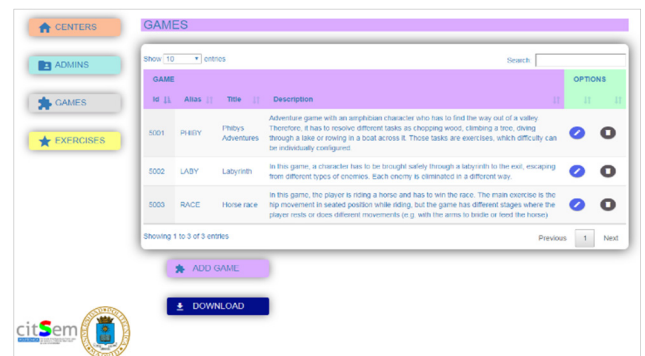 CENTERS
ADMINS
GAMES
EXERCISES
GAMES
Show 10 entries
Search:
GAME OPTIONS
Id Alias Title Description
5001 PHIBY Phibys Adventures
Adventure game with an amphibian character who has to find the way out of a valley.
Therefore, it has to resolve different tasks as chopping wood, climbing a tree, diving
through a lake or rowing in a boat across it. Those tasks are exercises, which difficulty can
be individually configured.
5002 LABY Labyrinth
In this game, a character has to be brought safely through a labyrinth to the exit, escaping
from different types of enemies. Each enemy is eliminated in a different way.
5003 RACE Horse race
In this game, the player is riding a horse and has to win the race. The main exercise is the
hip movement in seated position while riding, but the game has different stages where the
player rests or does different movements (e.g. with the arms to bridle or feed the horse)
Showing 1 to 3 of 3 entries
Previous 1 Next
ADD GAME
DOWNLOAD
citSem